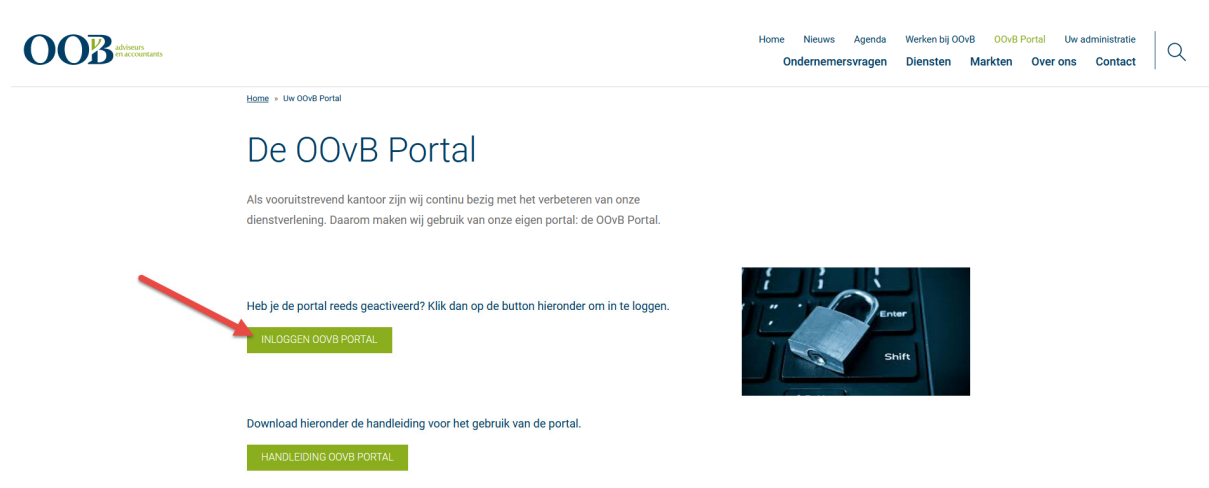 OOvB adviseurs
en accountants
Home Nieuws Agenda Werken bij OOvB OOvB Portal Uw administratie
Ondernemersvragen Diensten Markten Over ons Contact
Home » Uw OOvB Portal
De OOvB Portal
Als vooruitstrevend kantoor zijn wij continu bezig met het verbeteren van onze
dienstverlening. Daarom maken wij gebruik van onze eigen portal: de OOvB Portal.
Heb je de portal reeds geactiveerd? Klik dan op de button hieronder om in te loggen.
INLOGGEN OOVB PORTAL
Enter
Shift
Download hieronder de handleiding voor het gebruik van de portal.
HANDLEIDING OOVB PORTAL